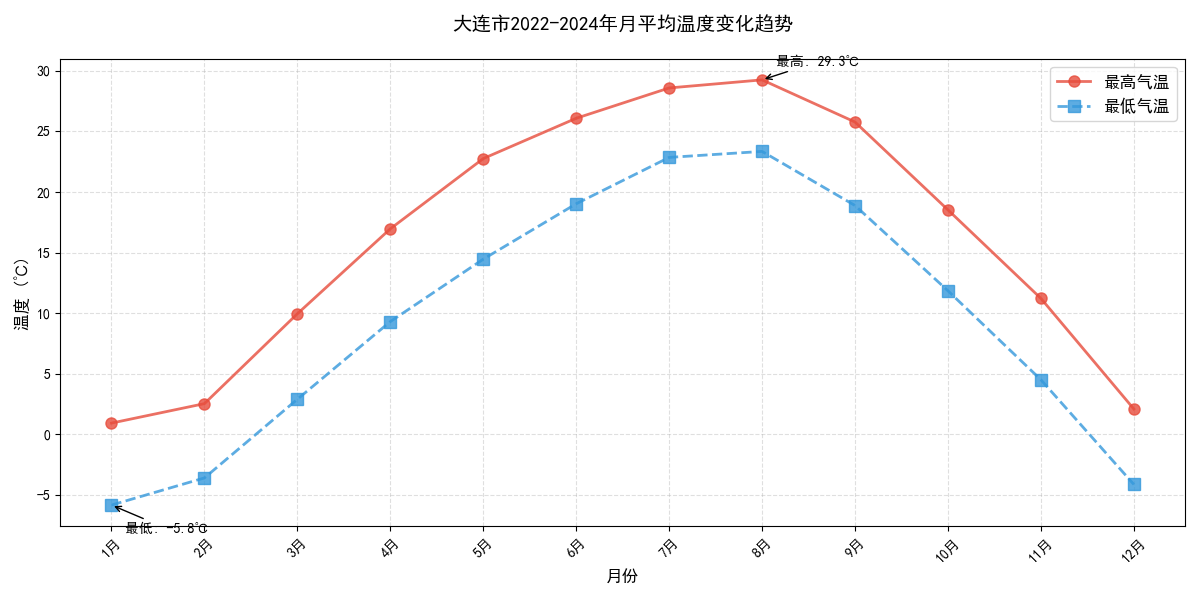 大连市2022-2024年月平均温度变化趋势
最高: 29.3℃
最高气温
最低气温
30
25
20
15
10
5
0
-5
温度 (℃)
最低: -5.8℃
1月
2月
3月
4月
5月
6月
7月
8月
9月
10月
11月
12月
月份